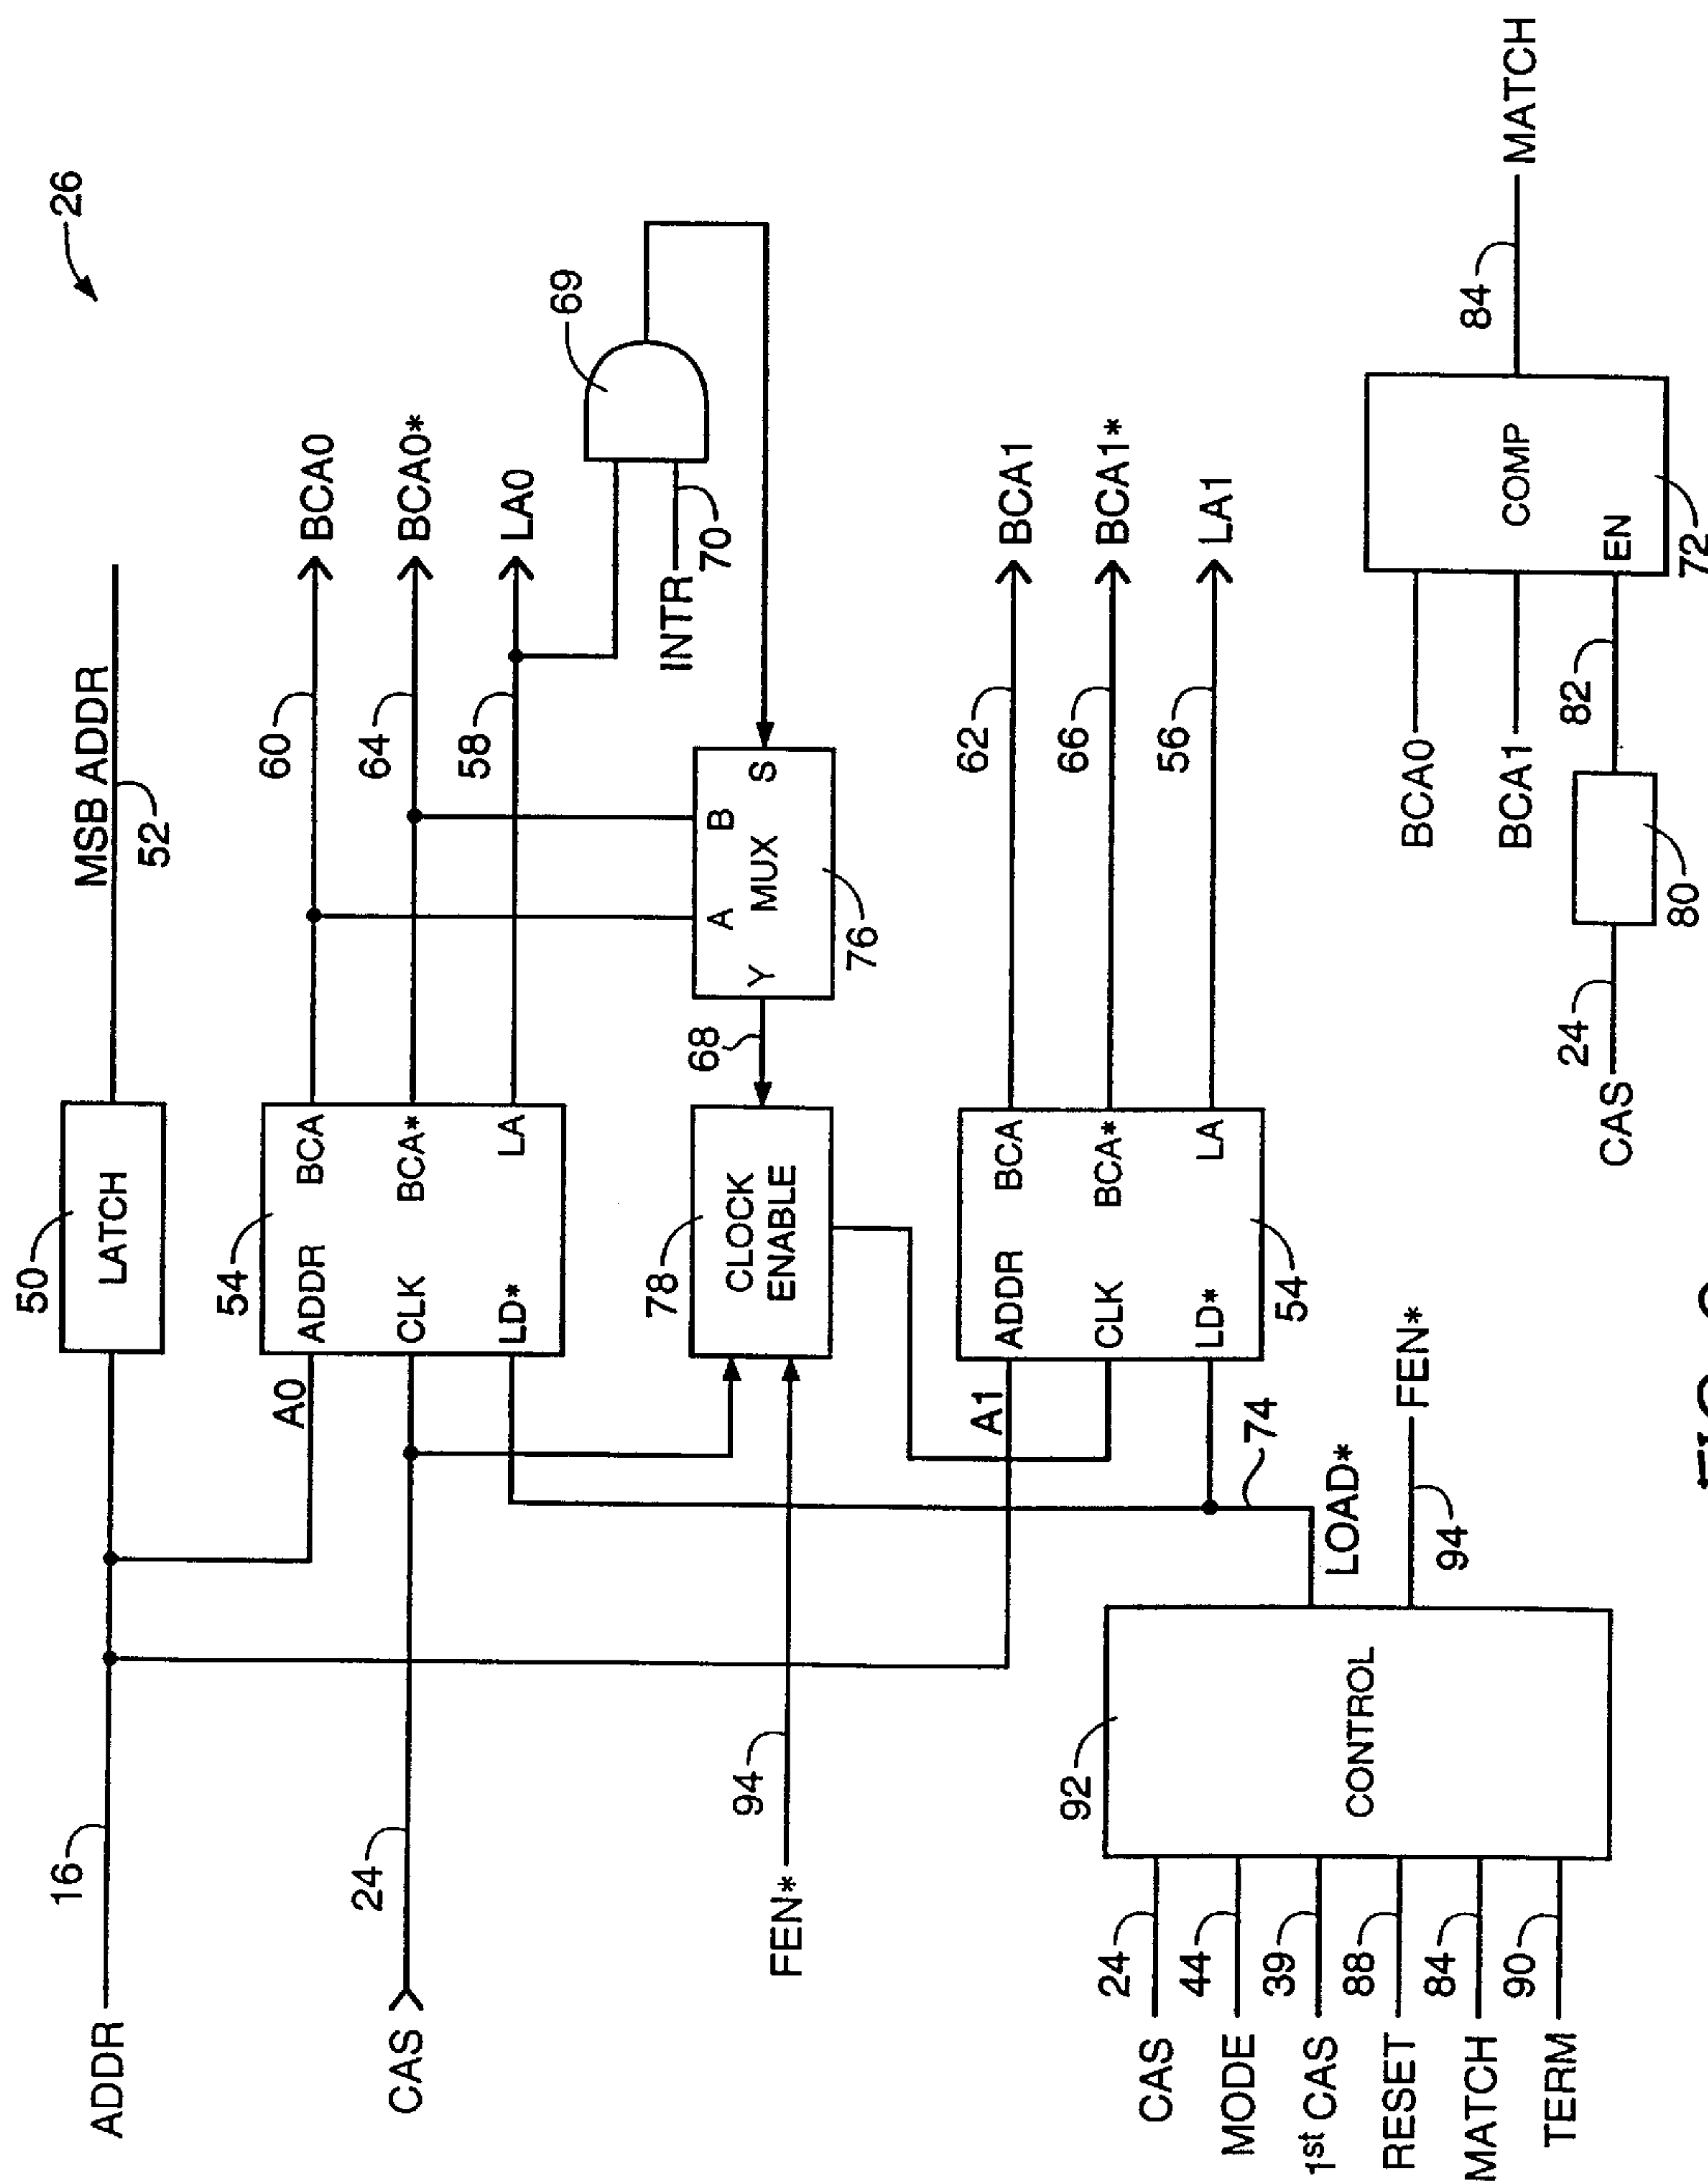 26
ADDR
16
50
LATCH
MSB ADDR
52
A0
54
ADDR BCA
CLK BCA*
LD* LA
60
BCA0
64
BCA0*
58
LA0
69
INTR
70
CAS
24
78
CLOCK
ENABLE
68
Y A B S
MUX
76
FEN*
94
A1
ADDR BCA
CLK BCA*
LD* LA
54
62
BCA1
66
BCA1*
56
LA1
74
LOAD*
FEN*
94
92
CONTROL
CAS 24
MODE 44
1st CAS 39
RESET 88
MATCH 84
TERM 90
BCA0
BCA1
CAS
24
80
82
COMP
EN
72
84
MATCH